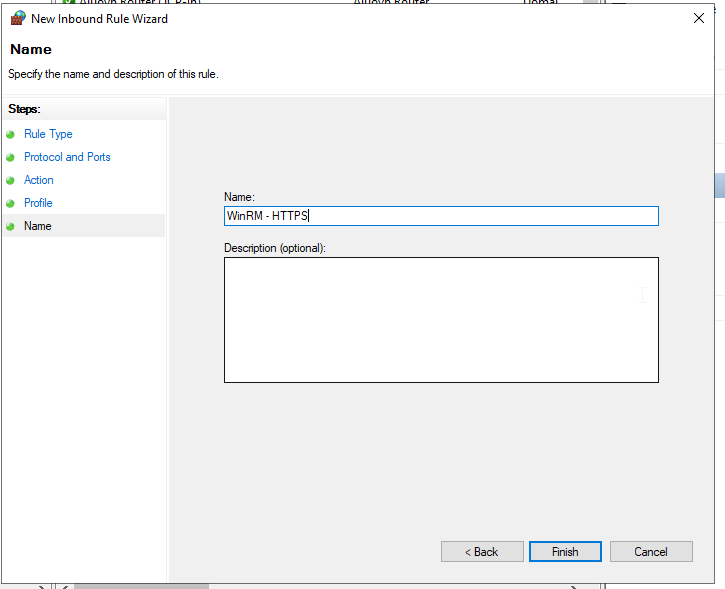 New Inbound Rule Wizard
Name
Specify the name and description of this rule.
Steps:
Rule Type
Protocol and Ports
Action
Profile
Name
Name:
WinRM - HTTPS
Description (optional):
< Back
Finish
Cancel